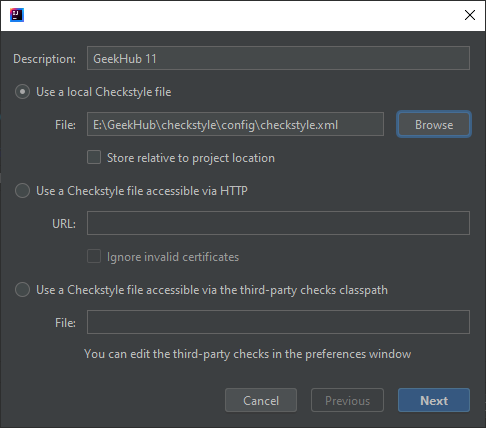 IJ
Description: GeekHub 11
Use a local Checkstyle file
File: E:\GeekHub\checkstyle\config\checkstyle.xml Browse
Store relative to project location
Use a Checkstyle file accessible via HTTP
URL:
Ignore invalid certificates
Use a Checkstyle file accessible via the third-party checks classpath
File:
You can edit the third-party checks in the preferences window
Cancel Previous Next